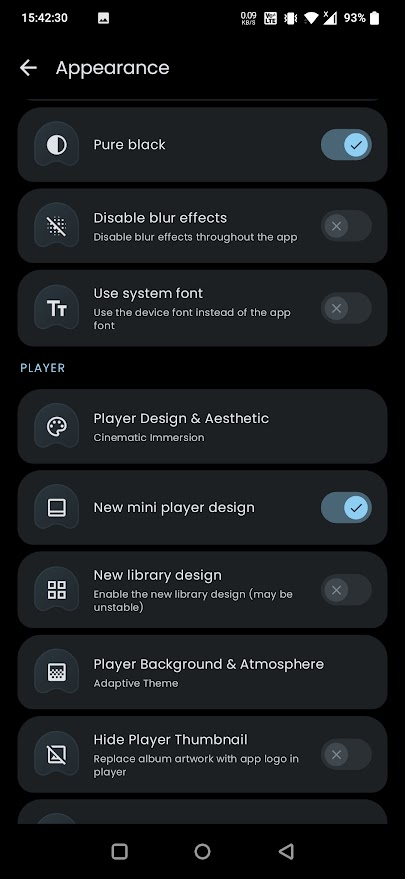 15:42:30
0.09
KB/S
Vo
LTE
X
93%
Appearance
Pure black
Disable blur effects
Disable blur effects throughout the app
Use system font
Use the device font instead of the app
font
PLAYER
Player Design & Aesthetic
Cinematic Immersion
New mini player design
New library design
Enable the new library design (may be
unstable)
Player Background & Atmosphere
Adaptive Theme
Hide Player Thumbnail
Replace album artwork with app logo in
player